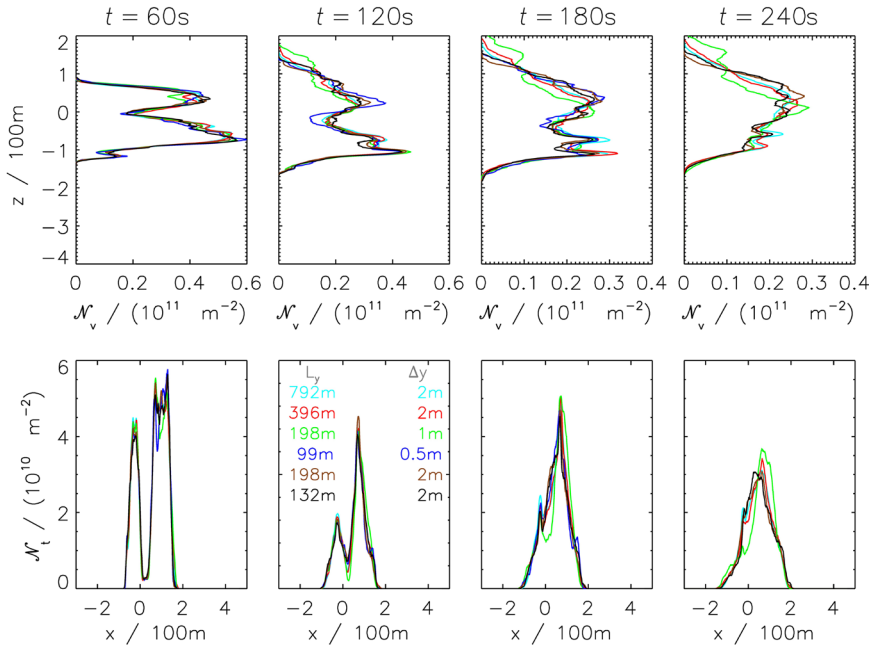 t = 60s t = 120s t = 180s t = 240s
z / 100m
2
1
0
−1
−2
−3
−4
0 0.2 0.4 0.6 0 0.2 0.4 0.6 0 0.1 0.2 0.3 0.4 0 0.1 0.2 0.3 0.4
𝒩v / (10¹¹ m⁻²) 𝒩v / (10¹¹ m⁻²) 𝒩v / (10¹¹ m⁻²) 𝒩v / (10¹¹ m⁻²)
𝒩t / (10¹⁰ m⁻²)
6
4
2
0
Ly Δy
792m 2m
396m 2m
198m 1m
99m 0.5m
198m 2m
132m 2m
−2 0 2 4 −2 0 2 4 −2 0 2 4 −2 0 2 4
x / 100m x / 100m x / 100m x / 100m